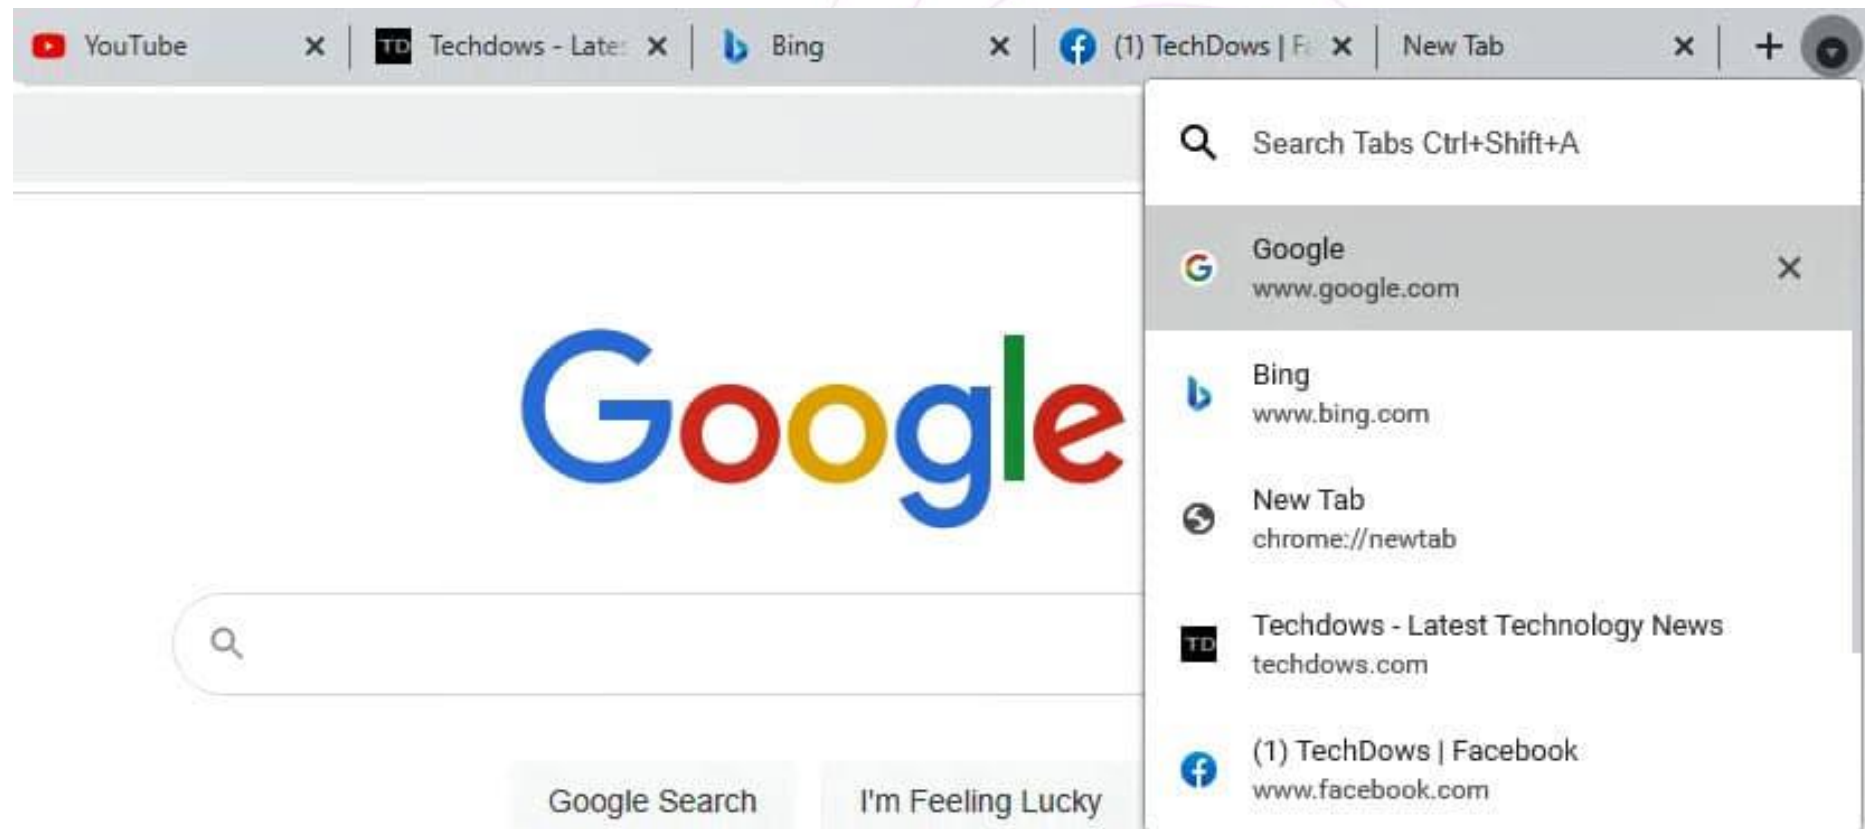 YouTube
TD Techdows - Late
Bing
(1) TechDows | F
New Tab
Search Tabs Ctrl+Shift+A
Google
www.google.com
Bing
www.bing.com
New Tab
chrome://newtab
TD
Techdows - Latest Technology News
techdows.com
(1) TechDows | Facebook
www.facebook.com
Google
Google Search
I'm Feeling Lucky